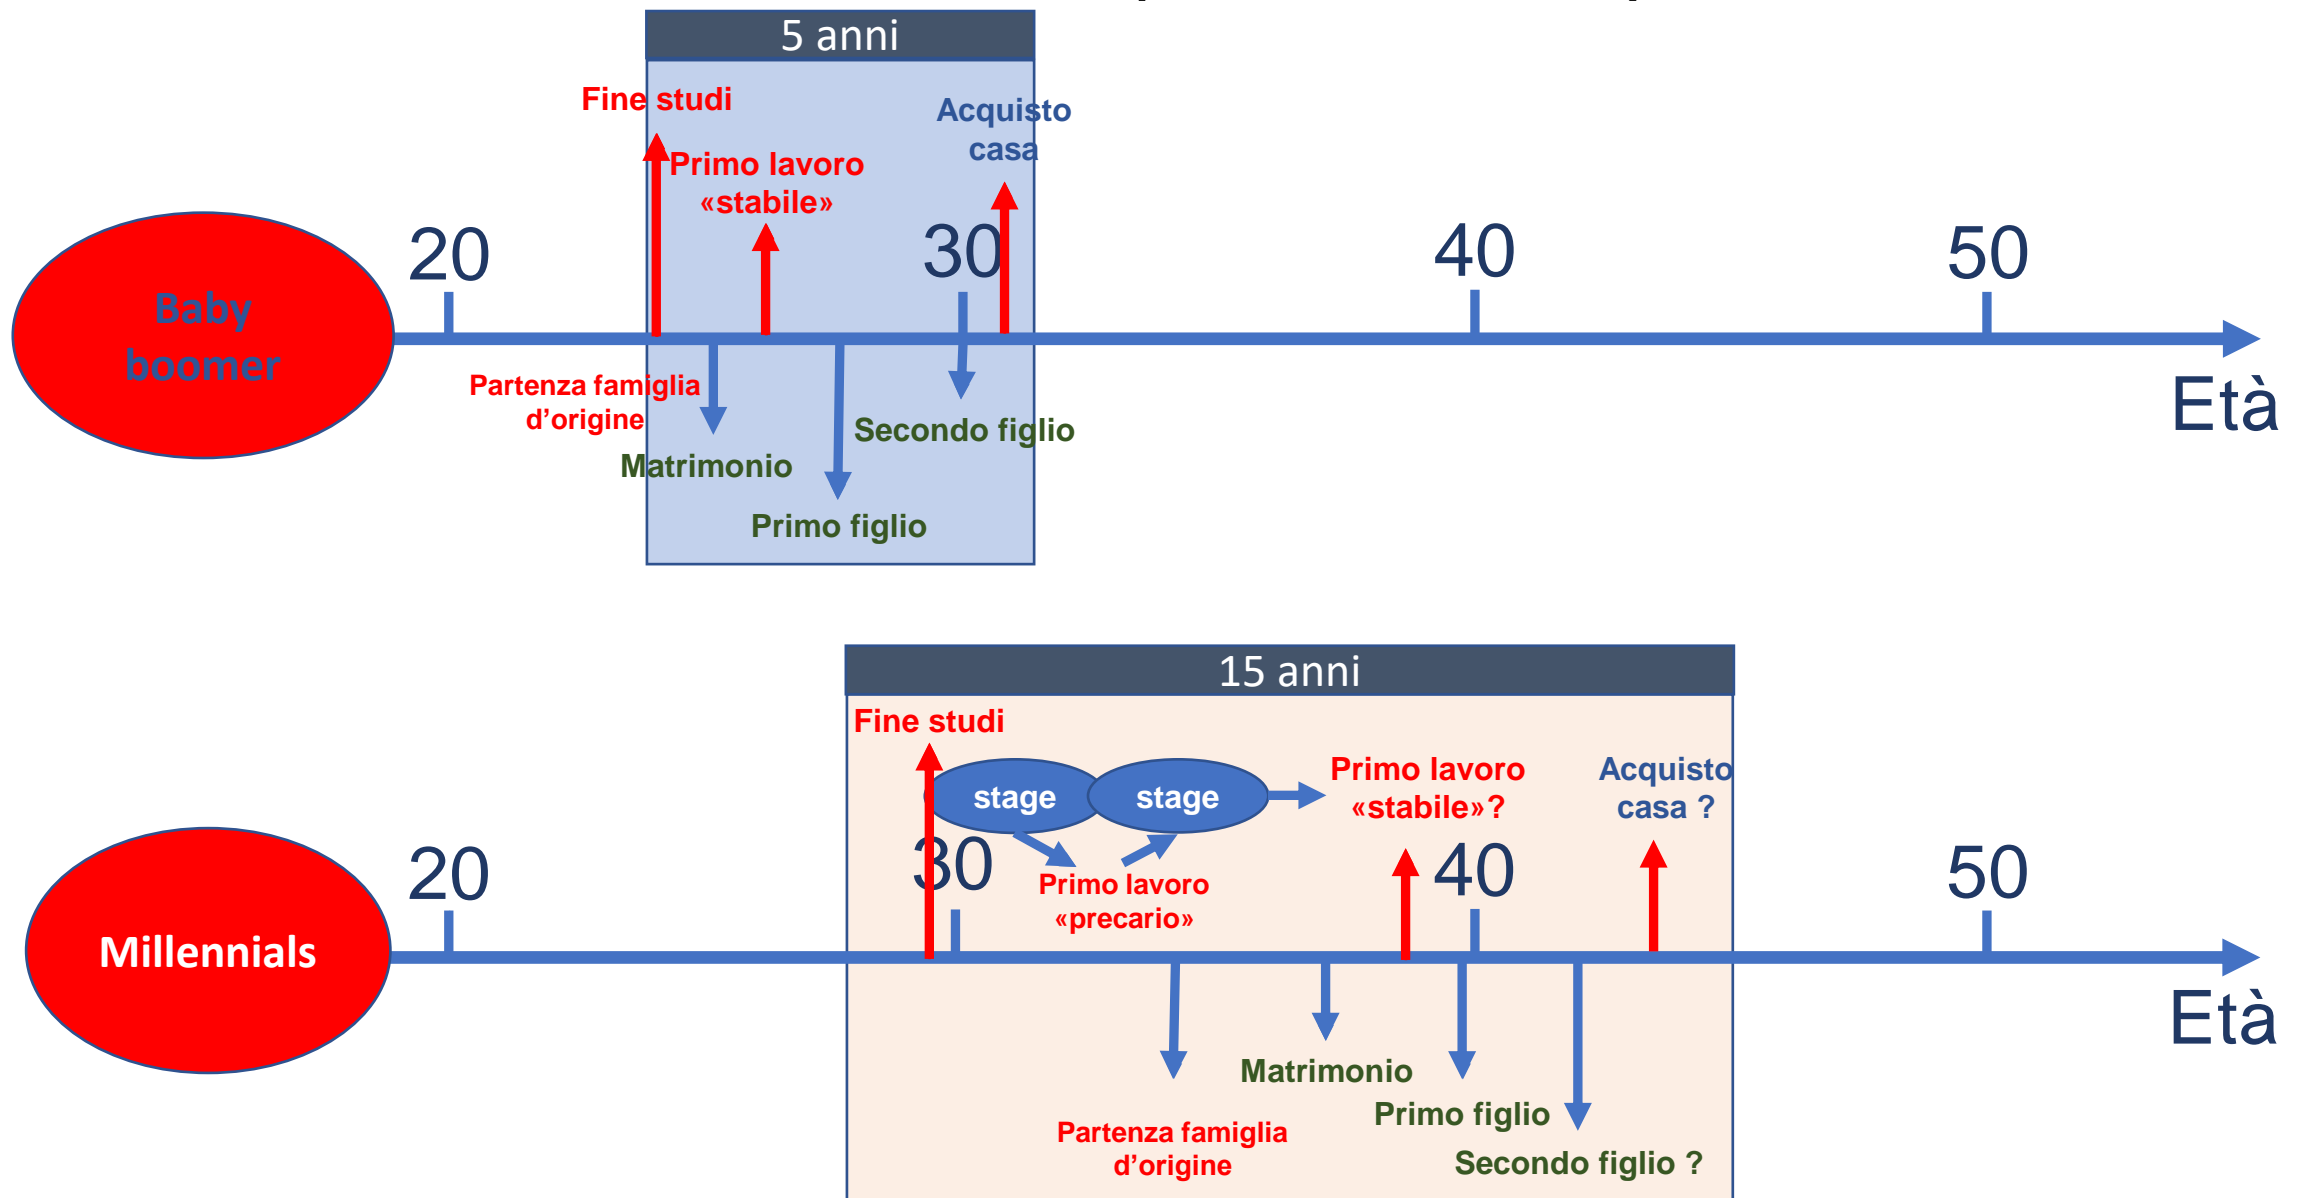 5 anni
Fine studi
Acquisto
casa
Primo lavoro
«stabile»
20
30
40
50
Baby
boomer
Età
Partenza famiglia
d’origine
Secondo figlio
Matrimonio
Primo figlio
15 anni
Fine studi
stage
stage
Primo lavoro
«stabile»?
Acquisto
casa ?
20
30
40
50
Primo lavoro
«precario»
Millennials
Età
Matrimonio
Primo figlio
Partenza famiglia
d’origine
Secondo figlio ?